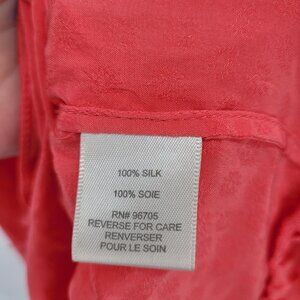 100% SILK
100% SOIE
RN# 96705
REVERSE FOR CARE
RENVERSER
POUR LE SOIN